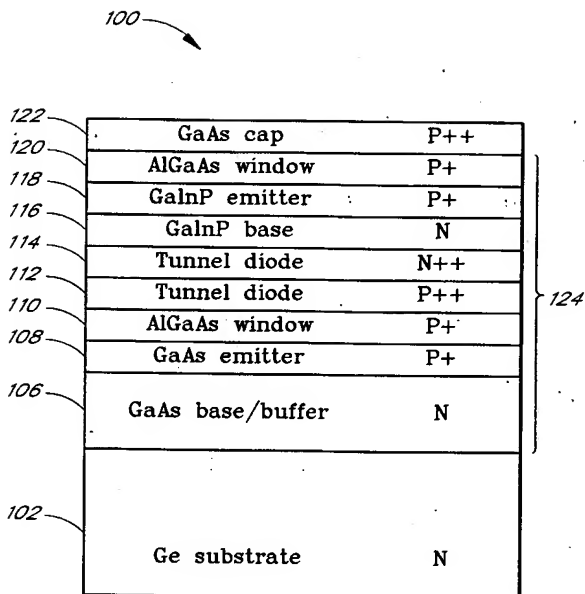 100
122 GaAs cap P++
120 AlGaAs window P+
118 GaInP emitter P+
116 GaInP base N
114 Tunnel diode N++
112 Tunnel diode P++
110 AlGaAs window P+
108 GaAs emitter P+
106 GaAs base/buffer N
124
102 Ge substrate N